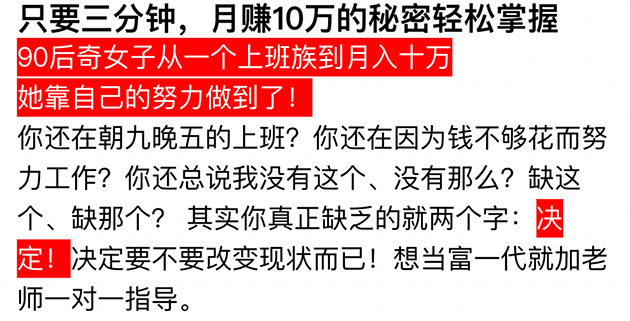 只要三分钟，月赚10万的秘密轻松掌握
90后奇女子从一个上班族到月入十万
她靠自己的努力做到了！
你还在朝九晚五的上班？你还在因为钱不够花而努
力工作？你还总说我没有这个、没有那么？缺这
个、缺那个？ 其实你真正缺乏的就两个字：决
定！决定要不要改变现状而已！想当富一代就加老
师一对一指导。